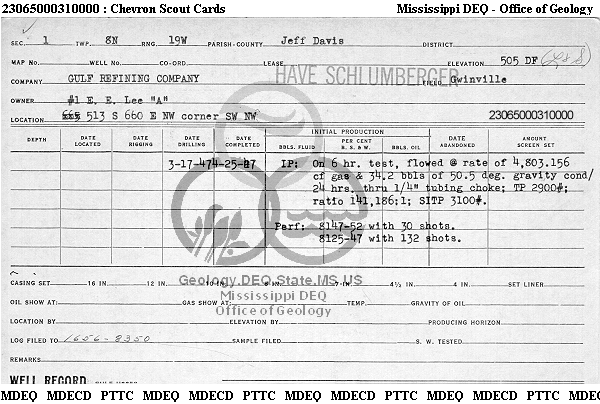 23065000310000 : Chevron Scout Cards Mississippi DEQ - Office of Geology
SEC. 1 TWP. 8N RNG. 19W PARISH-COUNTY Jeff Davis DISTRICT
MAP NO. WELL NO. CO-ORD. LEASE ELEVATION 505 DF
COMPANY GULF REFINING COMPANY HAVE SCHLUMBERGER FIELD Gwinville
OWNER #1 E. E. Lee "A"
LOCATION 513 S 660 E NW corner SW NW 23065000310000
INITIAL PRODUCTION
DEPTH DATE LOCATED DATE RIGGING DATE DRILLING DATE COMPLETED BBLS. FLUID PER CENT B. S. & W. BBLS. OIL DATE ABANDONED AMOUNT SCREEN SET
3-17-47 4-25-47 IP: On 6 hr. test, flowed @ rate of 4,803.156
cf gas & 34.2 bbls of 50.5 deg. gravity cond/
24 hrs. thru 1/4" tubing choke; TP 2900#;
ratio 141,186:1; SITP 3100#.
Perf: 8147-52 with 30 shots.
8125-47 with 132 shots.
Geology.DEQ.State.MS.US
CASING SET 16 IN. 12 IN. 10 IN. 8 IN. 7 IN. 4½ IN. 4 IN. SET LINER
Mississippi DEQ
OIL SHOW AT: GAS SHOW AT: TEMP. GRAVITY OF OIL
Office of Geology
LOCATION BY ELEVATION BY PRODUCING HORIZON
LOG FILED TO 1656-8350 SAMPLE FILED S. W. TESTED
REMARKS
WELL RECORD
MDEQ MDECD PTTC MDEQ MDECD PTTC MDEQ MDECD PTTC MDEQ MDECD PTTC MDEQ